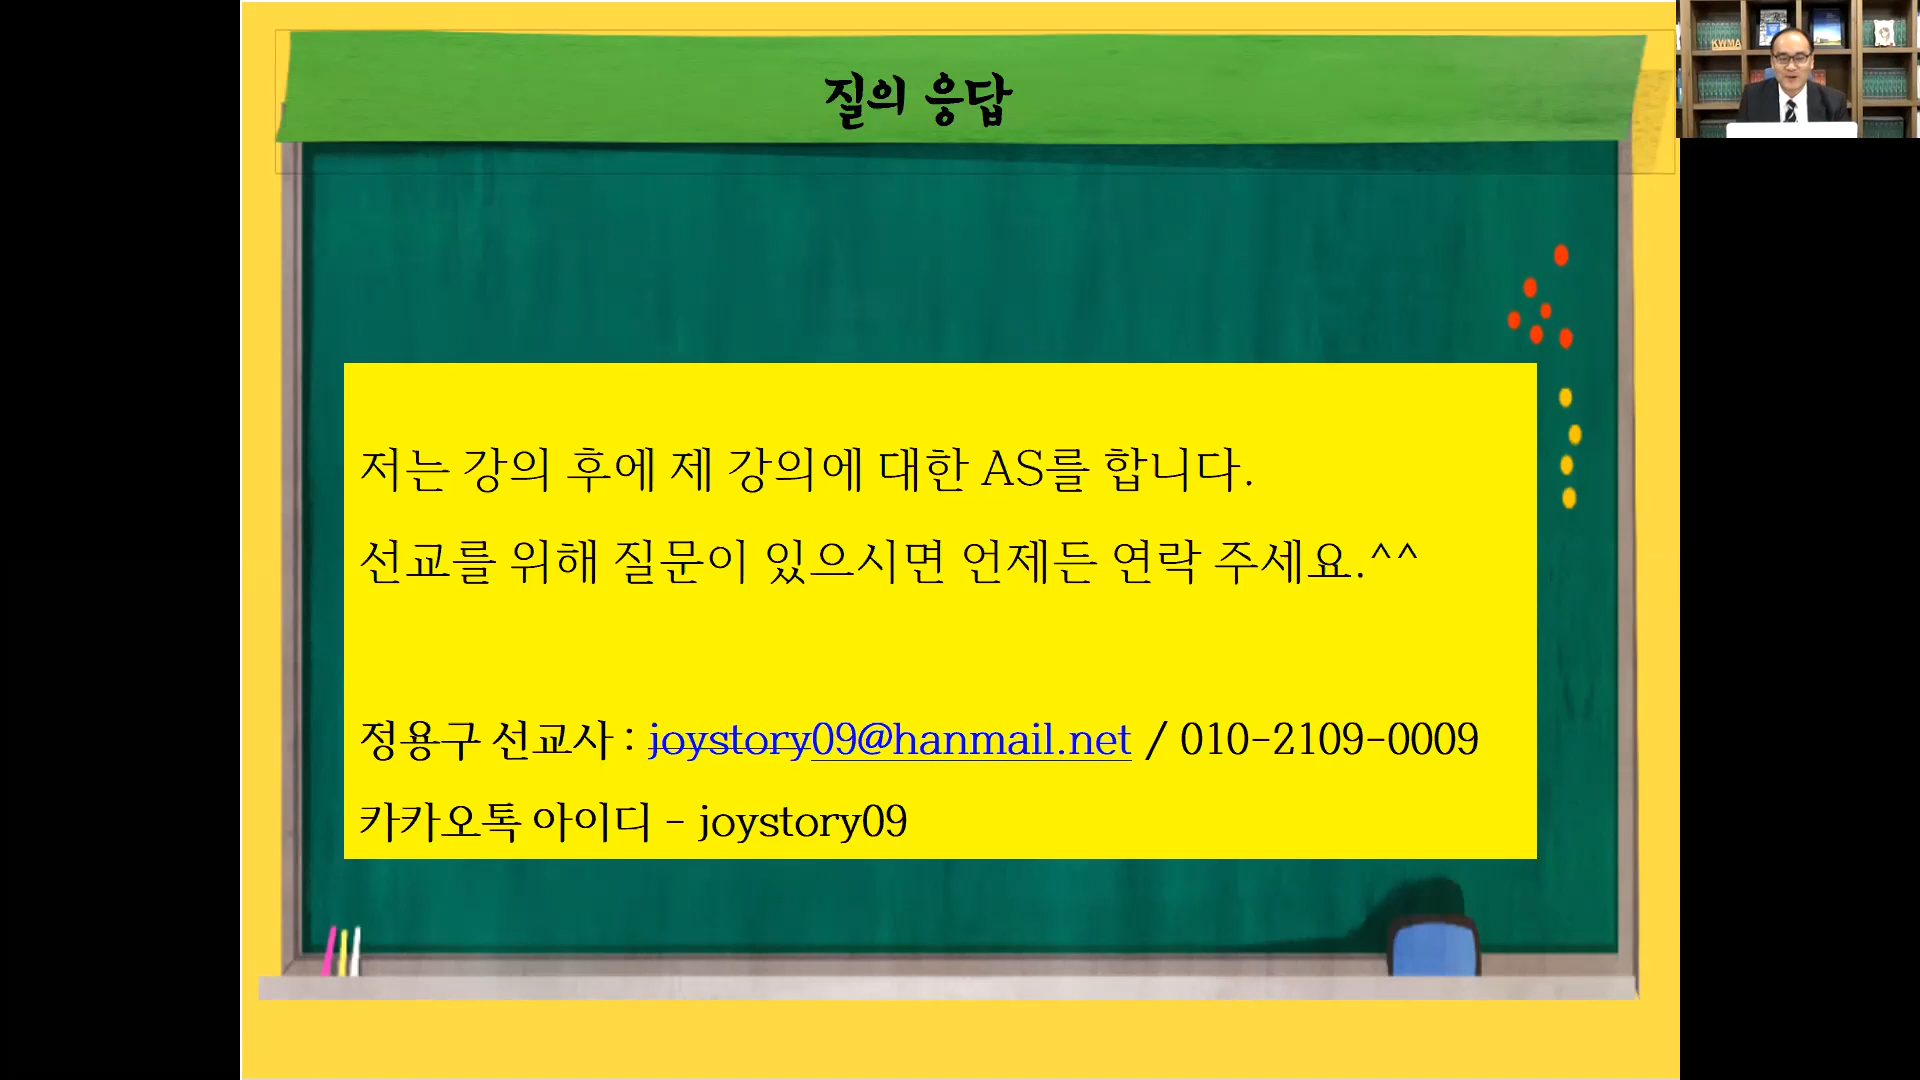 질의 응답
KWMA
저는 강의 후에 제 강의에 대한 AS를 합니다.
선교를 위해 질문이 있으시면 언제든 연락 주세요.^^
정용구 선교사 : joystory09@hanmail.net / 010-2109-0009
카카오톡 아이디 - joystory09